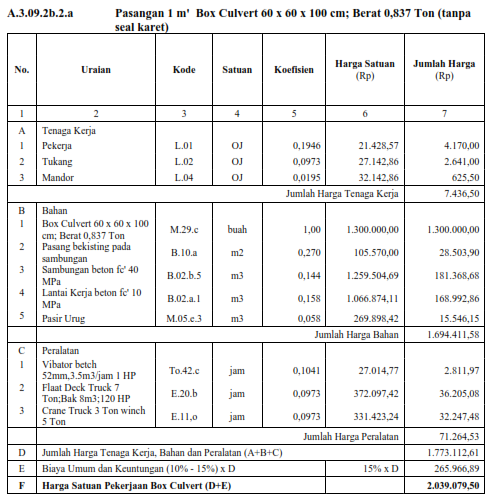 A.3.09.2b.2.a Pasangan 1 m' Box Culvert 60 x 60 x 100 cm; Berat 0,837 Ton (tanpa
seal karet)
No. Uraian Kode Satuan Koefisien Harga Satuan (Rp) Jumlah Harga (Rp)
1 2 3 4 5 6 7
A Tenaga Kerja
1 Pekerja L.01 OJ 0,1946 21.428,57 4.170,00
2 Tukang L.02 OJ 0,0973 27.142,86 2.641,00
3 Mandor L.04 OJ 0,0195 32.142,86 625,50
Jumlah Harga Tenaga Kerja 7.436,50
B Bahan
1 Box Culvert 60 x 60 x 100
cm; Berat 0,837 Ton M.29.c buah 1,00 1.300.000,00 1.300.000,00
2 Pasang bekisting pada
sambungan B.10.a m2 0,270 105.570,00 28.503,90
3 Sambungan beton fc' 40
MPa B.02.b.5 m3 0,144 1.259.504,69 181.368,68
4 Lantai Kerja beton fc' 10
MPa B.02.a.1 m3 0,158 1.066.874,11 168.992,86
5 Pasir Urug M.05.e.3 m3 0,058 269.898,42 15.546,15
Jumlah Harga Bahan 1.694.411,58
C Peralatan
1 Vibator betch
52mm,3.5m3/jam 1 HP To.42.c jam 0,1041 27.014,77 2.811,97
2 Flaat Deck Truck 7
Ton;Bak 8m3;120 HP E.20.b jam 0,0973 372.097,42 36.205,08
3 Crane Truck 3 Ton winch
5 Ton E.11,o jam 0,0973 331.423,24 32.247,48
Jumlah Harga Peralatan 71.264,53
D Jumlah Harga Tenaga Kerja, Bahan dan Peralatan (A+B+C) 1.773.112,61
E Biaya Umum dan Keuntungan (10% - 15%) x D 15% x D 265.966,89
F Harga Satuan Pekerjaan Box Culvert (D+E) 2.039.079,50